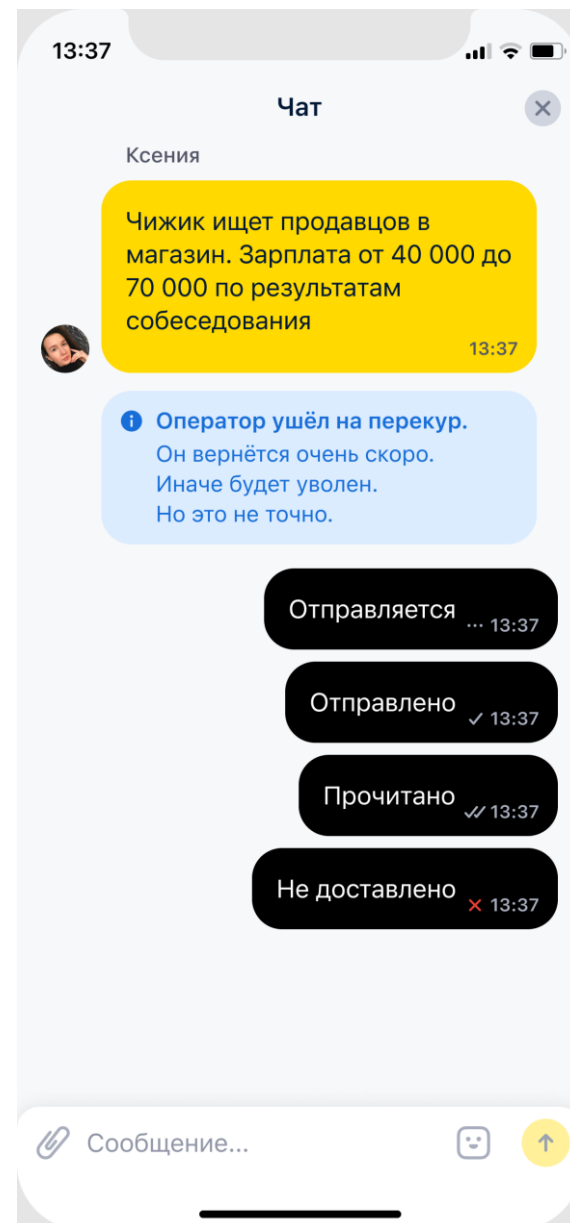 13:37
Чат
Ксения
Чижик ищет продавцов в
магазин. Зарплата от 40 000 до
70 000 по результатам
собеседования
13:37
Оператор ушёл на перекур.
Он вернётся очень скоро.
Иначе будет уволен.
Но это не точно.
Отправляется ... 13:37
Отправлено 13:37
Прочитано 13:37
Не доставлено 13:37
Сообщение...